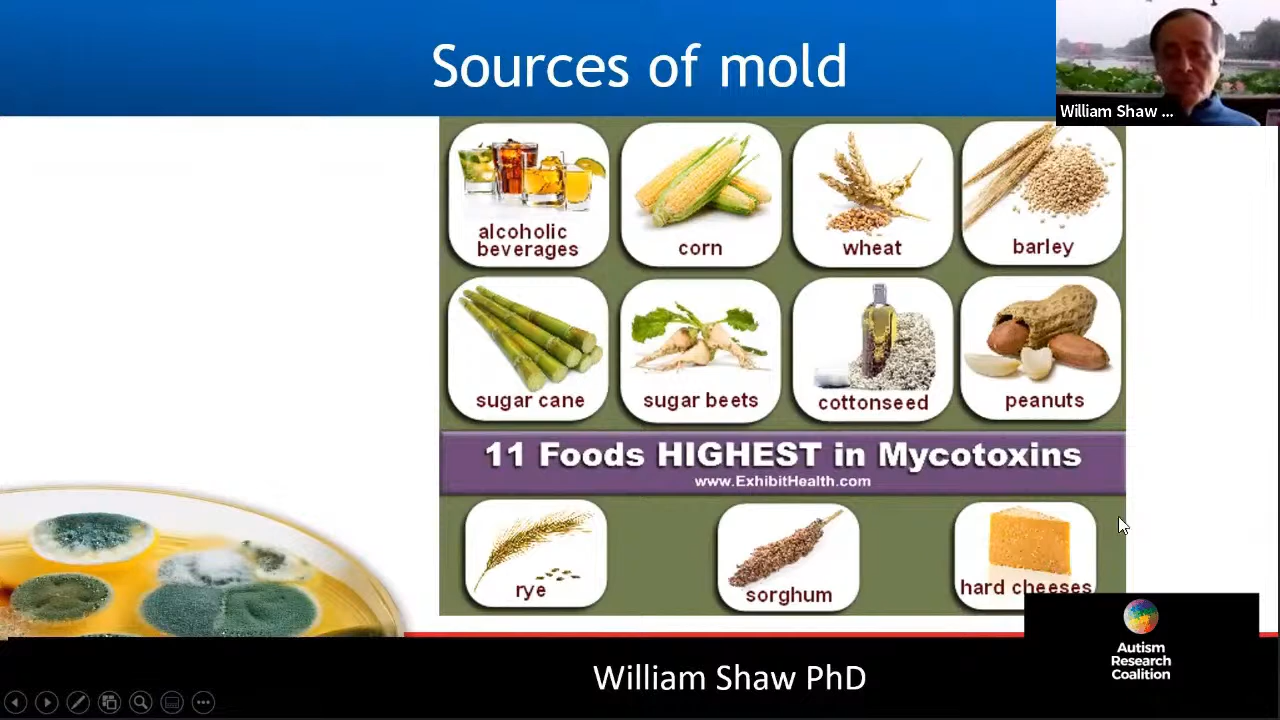 Sources of mold
William Shaw ...
alcoholic
beverages
corn
wheat
barley
sugar cane
sugar beets
cottonseed
peanuts
11 Foods HIGHEST in Mycotoxins
www.ExhibitHealth.com
rye
sorghum
hard cheeses
William Shaw PhD
Autism
Research
Coalition